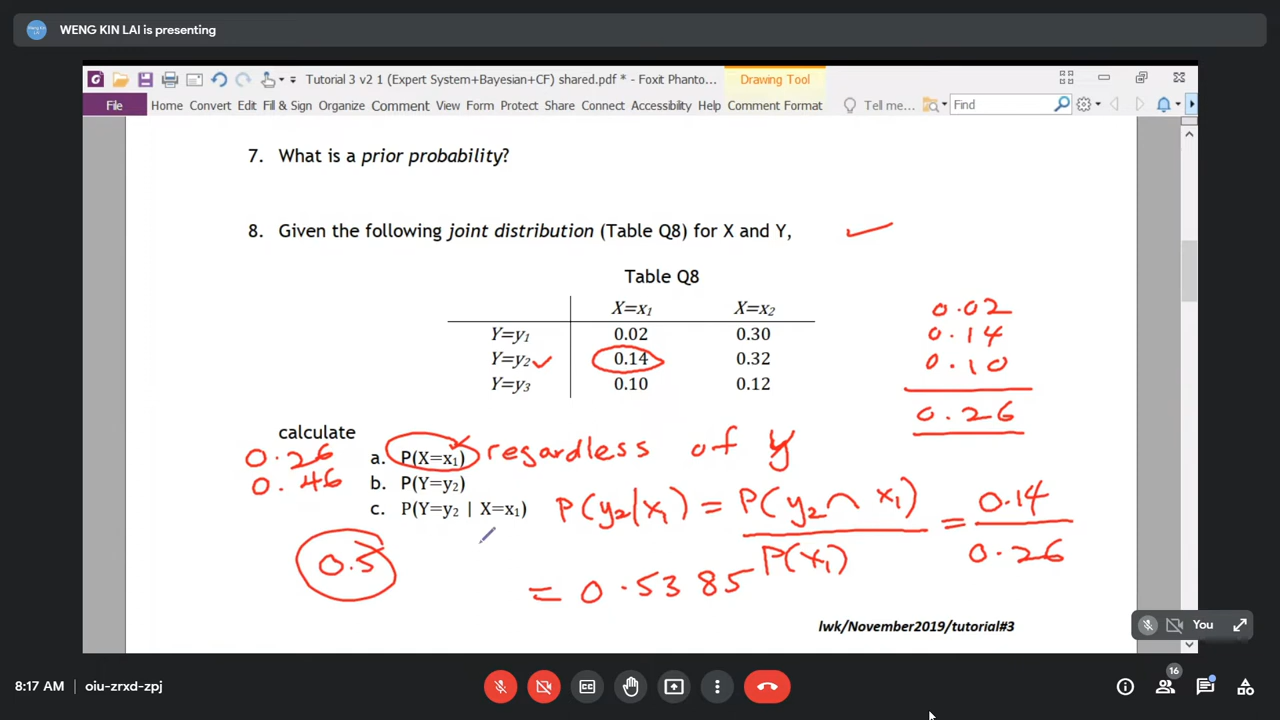 WENG KIN LAI is presenting
Tutorial 3 v2 1 (Expert System+Bayesian+CF) shared.pdf * - Foxit Phanto... Drawing Tool
File Home Convert Edit Fill & Sign Organize Comment View Form Protect Share Connect Accessibility Help Comment Format Tell me... Find
7. What is a prior probability?
8. Given the following joint distribution (Table Q8) for X and Y,
Table Q8
X=x1 X=x2
Y=y1 0.02 0.30
Y=y2 0.14 0.32
Y=y3 0.10 0.12
0.02
0.14
0.10
0.26
calculate
0.26 a. P(X=x1) regardless of y
0.46 b. P(Y=y2)
c. P(Y=y2 | X=x1) P(y2|x1) = P(y2 ∩ x1) / P(x1) = 0.14 / 0.26
0.5
= 0.5385
lwk/November2019/tutorial#3
You
8:17 AM oiu-zrxd-zpj
16